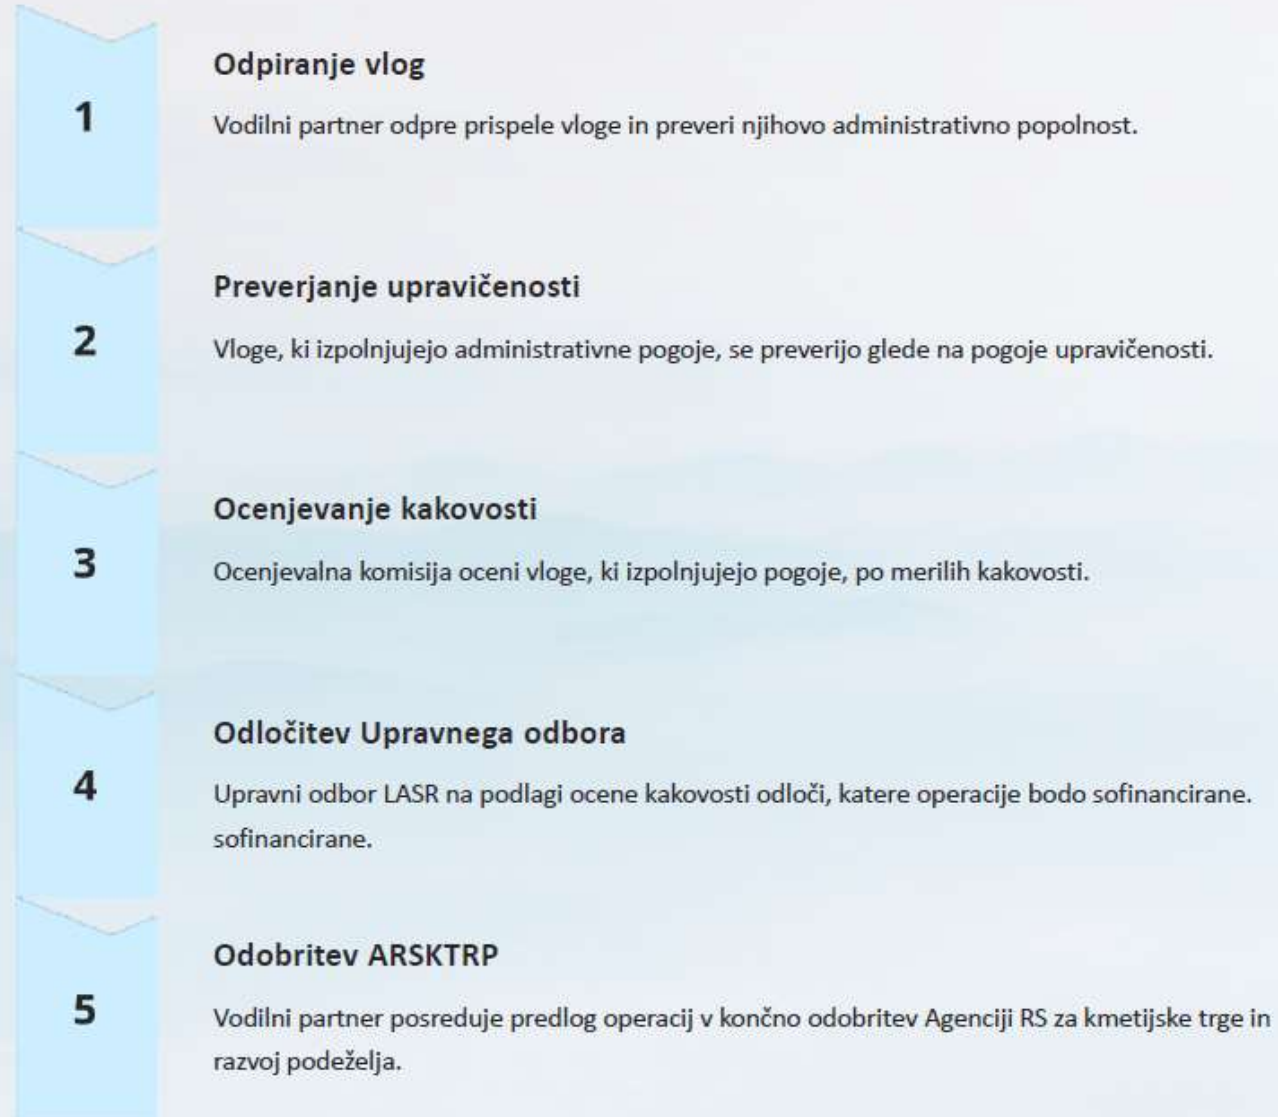 1
Odpiranje vlog
Vodilni partner odpre prispele vloge in preveri njihovo administrativno popolnost.
2
Preverjanje upravičenosti
Vloge, ki izpolnjujejo administrativne pogoje, se preverijo glede na pogoje upravičenosti.
3
Ocenjevanje kakovosti
Ocenjevalna komisija oceni vloge, ki izpolnjujejo pogoje, po merilih kakovosti.
4
Odločitev Upravnega odbora
Upravni odbor LASR na podlagi ocene kakovosti odloči, katere operacije bodo sofinancirane.
sofinancirane.
5
Odobritev ARSKTRP
Vodilni partner posreduje predlog operacij v končno odobritev Agenciji RS za kmetijske trge in
razvoj podeželja.